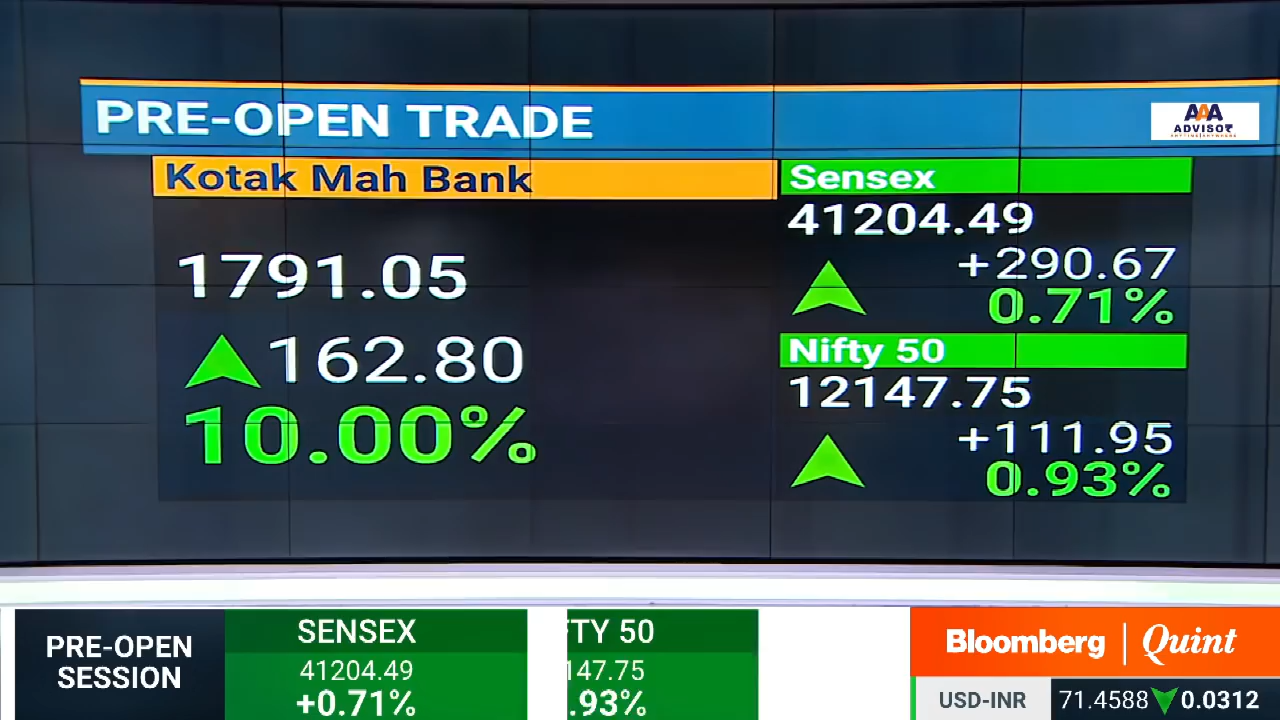 PRE-OPEN TRADE
AAA
ADVISO₹
Kotak Mah Bank
1791.05
162.80
10.00%
Sensex
41204.49
+290.67
0.71%
Nifty 50
12147.75
+111.95
0.93%
PRE-OPEN
SESSION
SENSEX
41204.49
+0.71%
TY 50
147.75
.93%
Bloomberg | Quint
USD-INR 71.4588 0.0312